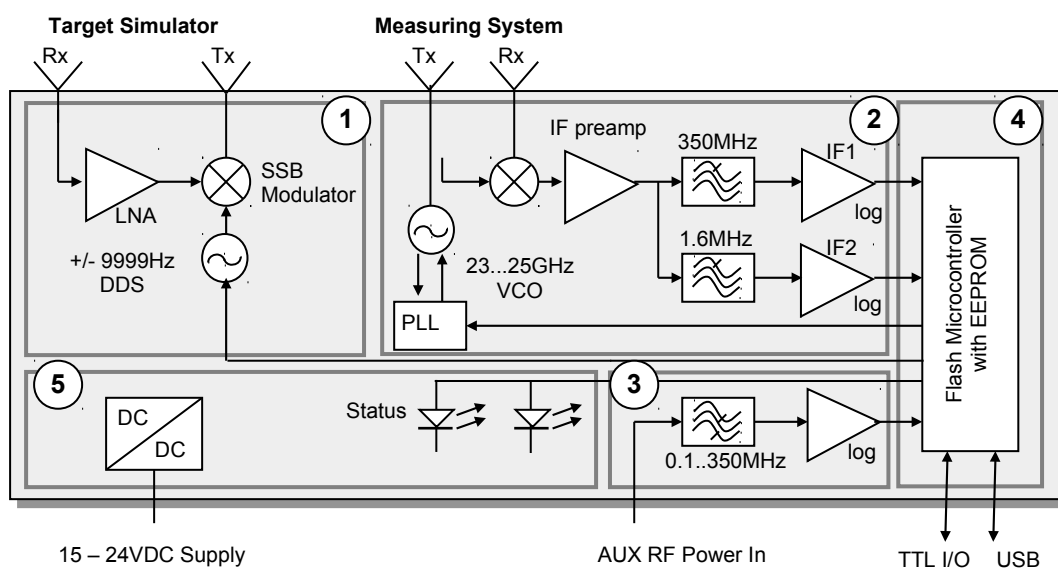 Target Simulator
Measuring System
Rx
Tx
Tx
Rx
1
2
4
IF preamp
350MHz
IF1
SSB
Modulator
LNA
log
+/- 9999Hz
DDS
1.6MHz
IF2
23...25GHz
VCO
log
PLL
Flash Microcontroller
with EEPROM
5
3
DC
DC
Status
0.1..350MHz
log
15 – 24VDC Supply
AUX RF Power In
TTL I/O
USB